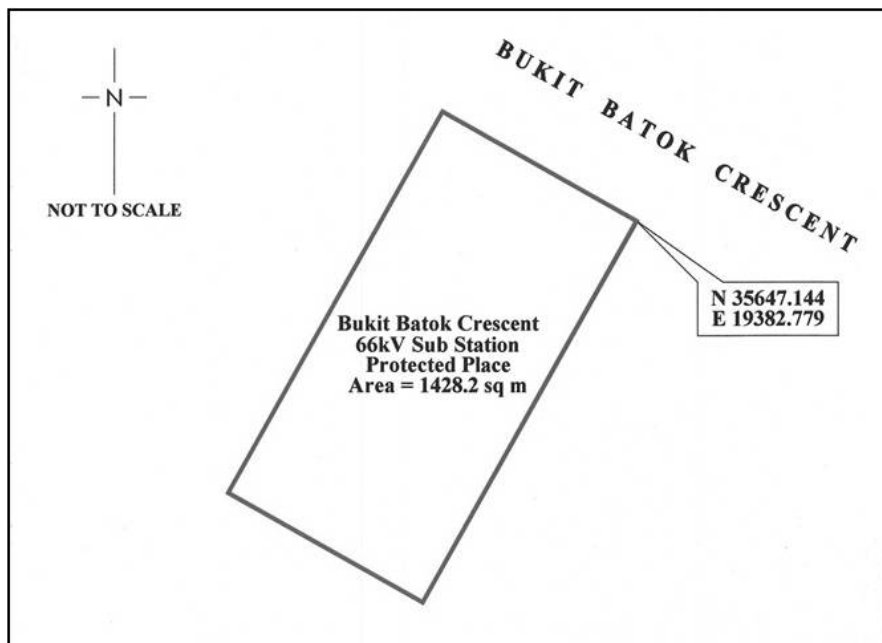 BUKIT BATOK CRESCENT
N
NOT TO SCALE
N 35647.144
E 19382.779
Bukit Batok Crescent
66kV Sub Station
Protected Place
Area = 1428.2 sq m